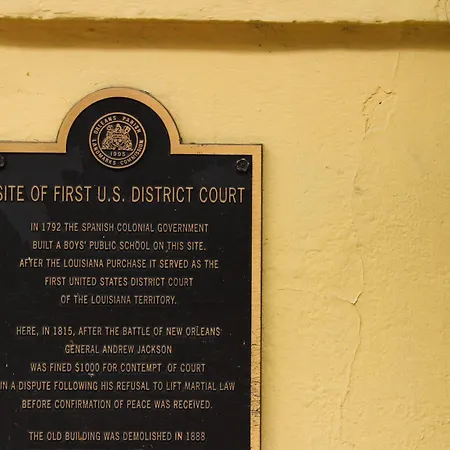 ORLEANS PARISH
LANDMARKS COMMISSION
1995
SITE OF FIRST U.S. DISTRICT COURT
IN 1792 THE SPANISH COLONIAL GOVERNMENT
BUILT A BOYS' PUBLIC SCHOOL ON THIS SITE.
AFTER THE LOUISIANA PURCHASE IT SERVED AS THE
FIRST UNITED STATES DISTRICT COURT
OF THE LOUISIANA TERRITORY.
HERE, IN 1815, AFTER THE BATTLE OF NEW ORLEANS
GENERAL ANDREW JACKSON
WAS FINED $1000 FOR CONTEMPT OF COURT
IN A DISPUTE FOLLOWING HIS REFUSAL TO LIFT MARTIAL LAW
BEFORE CONFIRMATION OF PEACE WAS RECEIVED.
THE OLD BUILDING WAS DEMOLISHED IN 1888